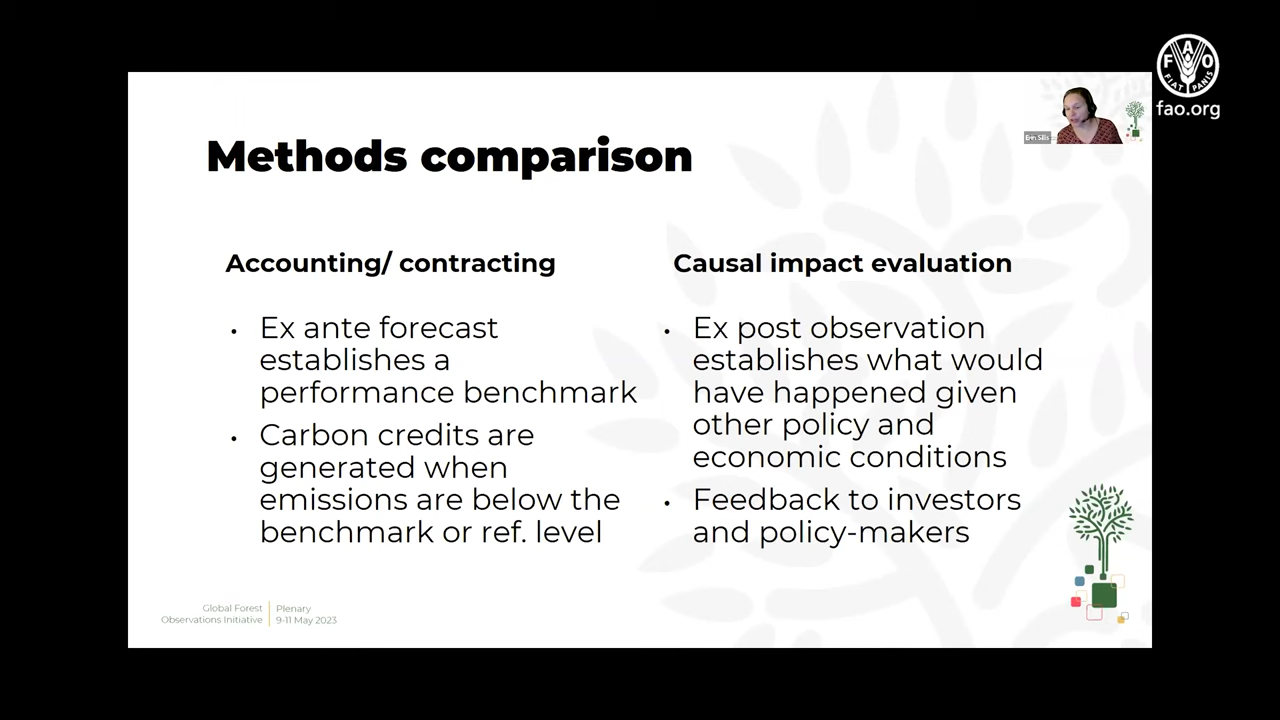 FAO
FIAT PANIS
fao.org
Erin Sills
Methods comparison
Accounting/ contracting
• Ex ante forecast
establishes a
performance benchmark
• Carbon credits are
generated when
emissions are below the
benchmark or ref. level
Causal impact evaluation
• Ex post observation
establishes what would
have happened given
other policy and
economic conditions
• Feedback to investors
and policy-makers
Global Forest
Observations Initiative
Plenary
9-11 May 2023